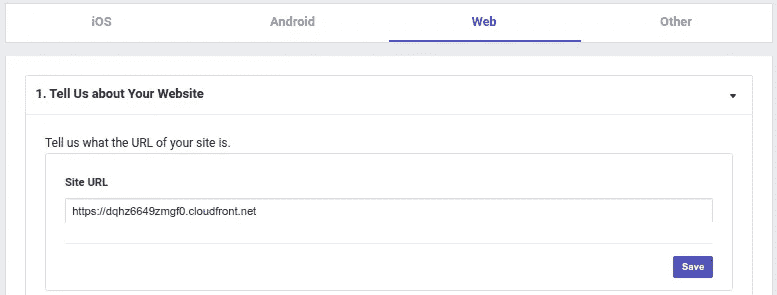 iOS Android Web Other
1. Tell Us about Your Website
Tell us what the URL of your site is.
Site URL
https://dqhz6649zmgf0.cloudfront.net
Save